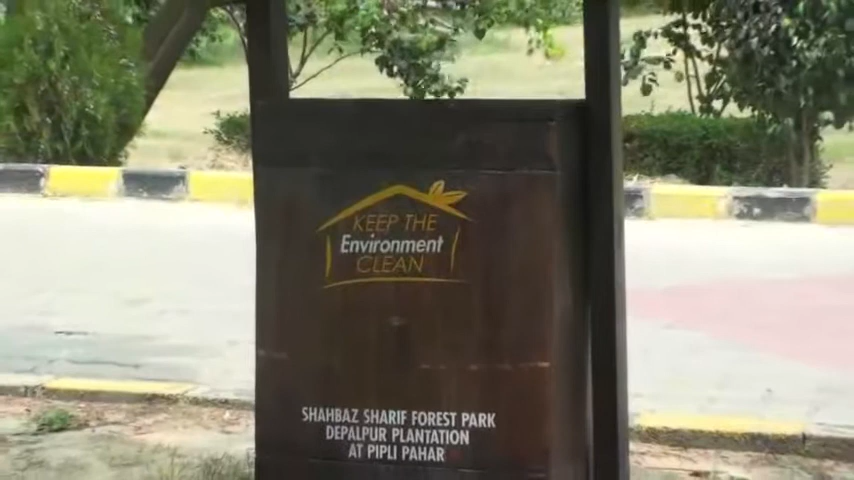 KEEP THE
Environment
CLEAN
SHAHBAZ SHARIF FOREST PARK
DEPALPUR PLANTATION
AT PIPLI PAHAR